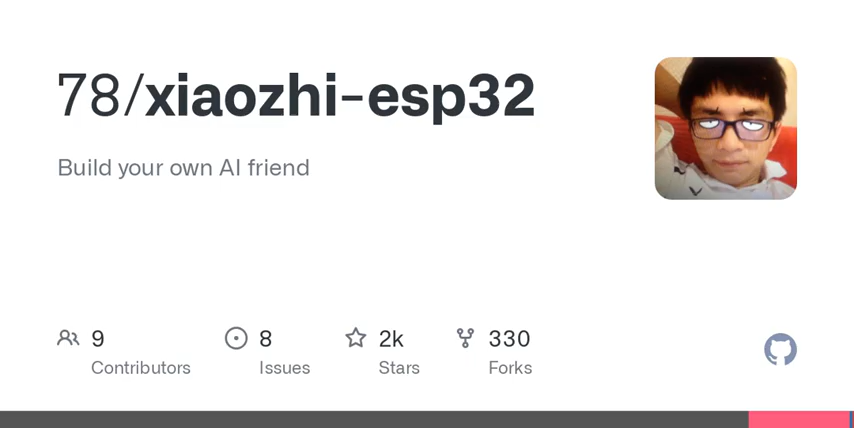 78/xiaozhi-esp32
Build your own AI friend
9
Contributors
8
Issues
2k
Stars
330
Forks